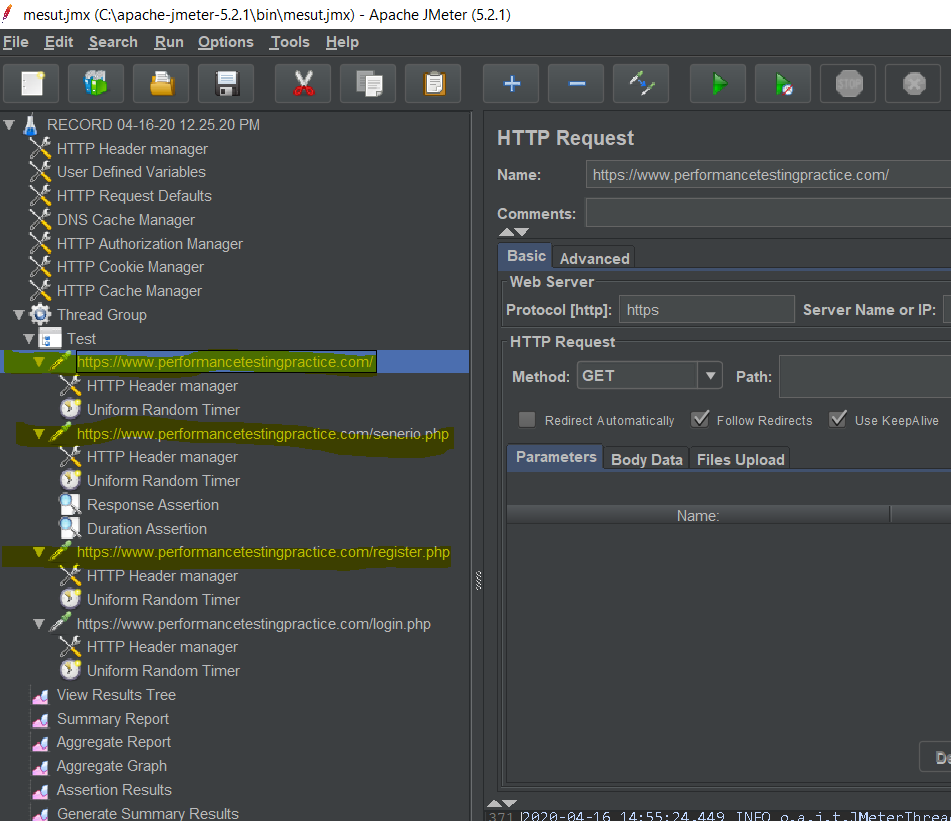 mesut.jmx (C:\apache-jmeter-5.2.1\bin\mesut.jmx) - Apache JMeter (5.2.1)
File Edit Search Run Options Tools Help
STOP
RECORD 04-16-20 12.25.20 PM
HTTP Header manager
User Defined Variables
HTTP Request Defaults
DNS Cache Manager
HTTP Authorization Manager
HTTP Cookie Manager
HTTP Cache Manager
Thread Group
Test
https://www.performancetestingpractice.com/
HTTP Header manager
Uniform Random Timer
https://www.performancetestingpractice.com/senerio.php
HTTP Header manager
Uniform Random Timer
Response Assertion
Duration Assertion
https://www.performancetestingpractice.com/register.php
HTTP Header manager
Uniform Random Timer
https://www.performancetestingpractice.com/login.php
HTTP Header manager
Uniform Random Timer
View Results Tree
Summary Report
Aggregate Report
Aggregate Graph
Assertion Results
Generate Summary Results
HTTP Request
Name: https://www.performancetestingpractice.com/
Comments:
Basic Advanced
Web Server
Protocol [http]: https Server Name or IP:
HTTP Request
Method: GET Path:
Redirect Automatically Follow Redirects Use KeepAlive
Parameters Body Data Files Upload
Name:
De
371 2020-04-16 14:55:24,449 INFO o.a.j.t.JMeterThrea